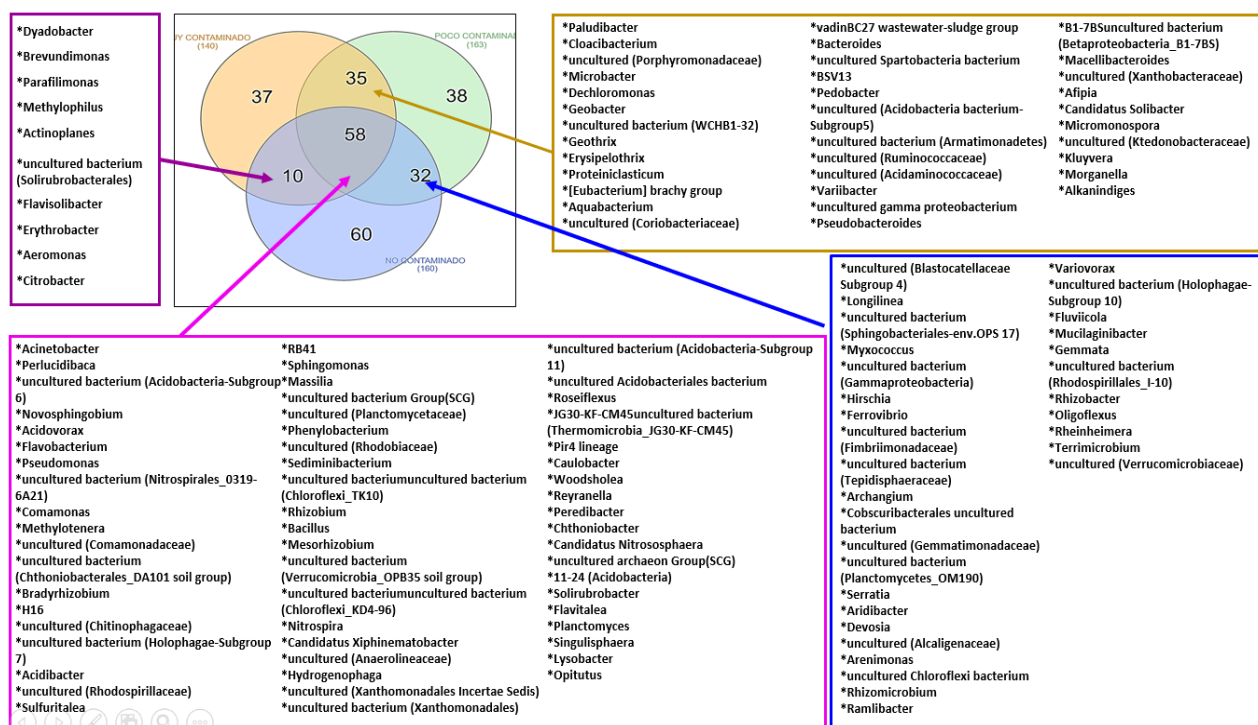 *Dyadobacter
*Brevundimonas
*Parafilimonas
*Methylophilus
*Actinoplanes
*uncultured bacterium
(Solirubrobacterales)
*Flavisolibacter
*Erythrobacter
*Aeromonas
*Citrobacter
UY CONTAMINADO
(140)
POCO CONTAMINA
(163)
37
35
38
58
10
32
60
NO CONTAMINADO
(160)
*Paludibacter
*Cloacibacterium
*uncultured (Porphyromonadaceae)
*Microbacter
*Dechloromonas
*Geobacter
*uncultured bacterium (WCHB1-32)
*Geothrix
*Erysipelothrix
*Proteiniclasticum
*[Eubacterium] brachy group
*Aquabacterium
*uncultured (Coriobacteriaceae)
*vadinBC27 wastewater-sludge group
*Bacteroides
*uncultured Spartobacteria bacterium
*BSV13
*Pedobacter
*uncultured (Acidobacteria bacterium-
Subgroup5)
*uncultured bacterium (Armatimonadetes)
*uncultured (Ruminococcaceae)
*uncultured (Acidaminococcaceae)
*Variibacter
*uncultured gamma proteobacterium
*Pseudobacteroides
*B1-7BSuncultured bacterium
(Betaproteobacteria_B1-7BS)
*Macellibacteroides
*uncultured (Xanthobacteraceae)
*Afipia
*Candidatus Solibacter
*Micromonospora
*uncultured (Ktedonobacteraceae)
*Kluyvera
*Morganella
*Alkanindiges
*Acinetobacter
*Perlucidibaca
*uncultured bacterium (Acidobacteria-Subgroup
6)
*Novosphingobium
*Acidovorax
*Flavobacterium
*Pseudomonas
*uncultured bacterium (Nitrospirales_0319-
6A21)
*Comamonas
*Methylotenera
*uncultured (Comamonadaceae)
*uncultured bacterium
(Chthoniobacterales_DA101 soil group)
*Bradyrhizobium
*H16
*uncultured (Chitinophagaceae)
*uncultured bacterium (Holophagae-Subgroup
7)
*Acidibacter
*uncultured (Rhodospirillaceae)
*Sulfuritalea
*RB41
*Sphingomonas
*Massilia
*uncultured bacterium Group(SCG)
*uncultured (Planctomycetaceae)
*Phenylobacterium
*uncultured (Rhodobiaceae)
*Sediminibacterium
*uncultured bacteriumuncultured bacterium
(Chloroflexi_TK10)
*Rhizobium
*Bacillus
*Mesorhizobium
*uncultured bacterium
(Verrucomicrobia_OPB35 soil group)
*uncultured bacteriumuncultured bacterium
(Chloroflexi_KD4-96)
*Nitrospira
*Candidatus Xiphinematobacter
*uncultured (Anaerolineaceae)
*Hydrogenophaga
*uncultured (Xanthomonadales Incertae Sedis)
*uncultured bacterium (Xanthomonadales)
*uncultured bacterium (Acidobacteria-Subgroup
11)
*uncultured Acidobacteriales bacterium
*Roseiflexus
*JG30-KF-CM45uncultured bacterium
(Thermomicrobia_JG30-KF-CM45)
*Pir4 lineage
*Caulobacter
*Woodsholea
*Reyranella
*Peredibacter
*Chthoniobacter
*Candidatus Nitrososphaera
*uncultured archaeon Group(SCG)
*11-24 (Acidobacteria)
*Solirubrobacter
*Flavitalea
*Planctomyces
*Singulisphaera
*Lysobacter
*Opitutus
*uncultured (Blastocatellaceae
Subgroup 4)
*Longilinea
*uncultured bacterium
(Sphingobacteriales-env.OPS 17)
*Myxococcus
*uncultured bacterium
(Gammaproteobacteria)
*Hirschia
*Ferrovibrio
*uncultured bacterium
(Fimbriimonadaceae)
*uncultured bacterium
(Tepidisphaeraceae)
*Archangium
*Cobscuribacterales uncultured
bacterium
*uncultured (Gemmatimonadaceae)
*uncultured bacterium
(Planctomycetes_OM190)
*Serratia
*Aridibacter
*Devosia
*uncultured (Alcaligenaceae)
*Arenimonas
*uncultured Chloroflexi bacterium
*Rhizomicrobium
*Ramlibacter
*Variovorax
*uncultured bacterium (Holophagae-
Subgroup 10)
*Fluviicola
*Mucilaginibacter
*Gemmata
*uncultured bacterium
(Rhodospirillales_I-10)
*Rhizobacter
*Oligoflexus
*Rheinheimera
*Terrimicrobium
*uncultured (Verrucomicrobiaceae)